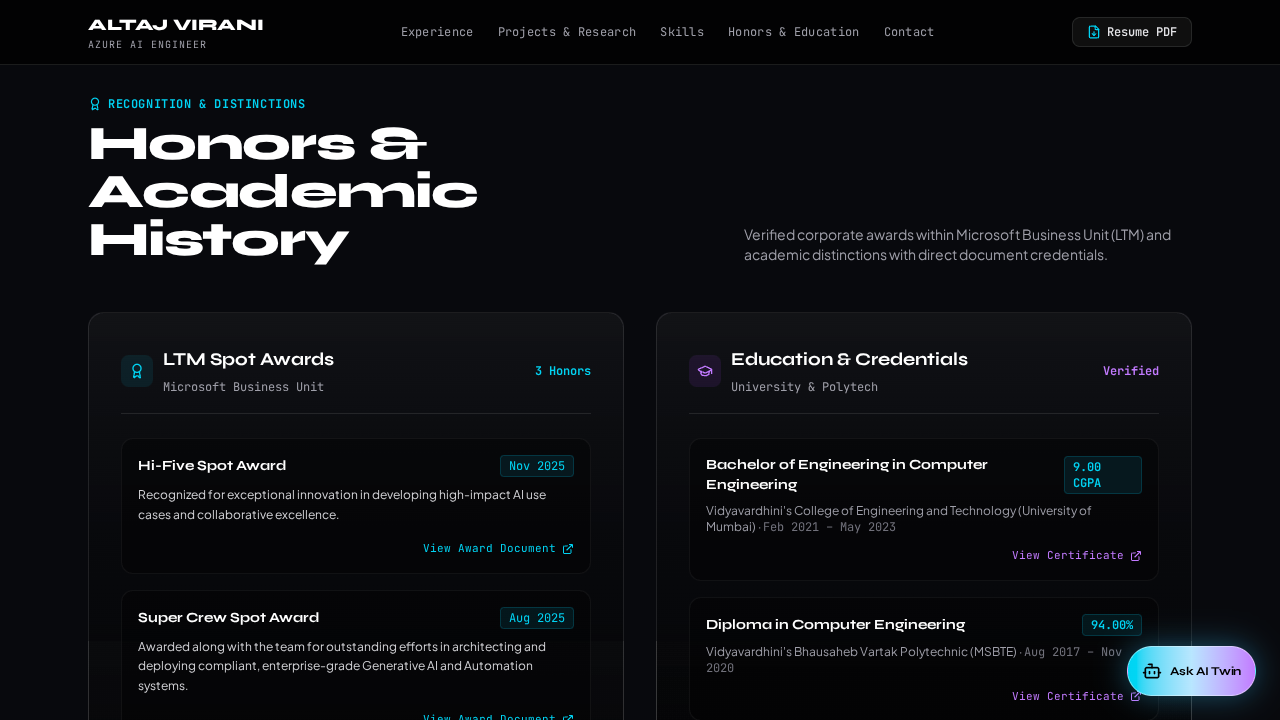 ALTAJ VIRANI
AZURE AI ENGINEER
Experience
Projects & Research
Skills
Honors & Education
Contact
Resume PDF
RECOGNITION & DISTINCTIONS
Honors &
Academic
History
Verified corporate awards within Microsoft Business Unit (LTM) and
academic distinctions with direct document credentials.
LTM Spot Awards
Microsoft Business Unit
3 Honors
Hi-Five Spot Award
Nov 2025
Recognized for exceptional innovation in developing high-impact AI use
cases and collaborative excellence.
View Award Document
Super Crew Spot Award
Aug 2025
Awarded along with the team for outstanding efforts in architecting and
deploying compliant, enterprise-grade Generative AI and Automation
systems.
View Award Document
Education & Credentials
University & Polytech
Verified
Bachelor of Engineering in Computer
Engineering
9.00
CGPA
Vidyavardhini's College of Engineering and Technology (University of
Mumbai) · Feb 2021 – May 2023
View Certificate
Diploma in Computer Engineering
94.00%
Vidyavardhini's Bhausaheb Vartak Polytechnic (MSBTE) · Aug 2017 – Nov
2020
View Certificate
Ask AI Twin